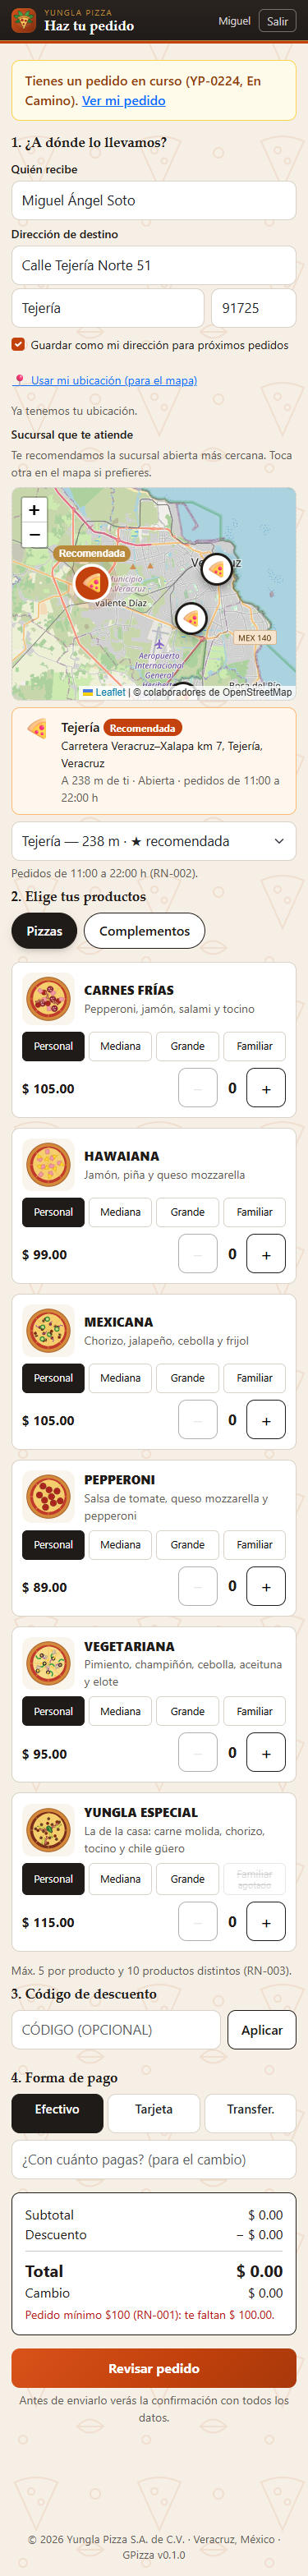 YUNGLA PIZZA
Haz tu pedido
Miguel
Salir
Tienes un pedido en curso (YP-0224, En
Camino). Ver mi pedido
1. ¿A dónde lo llevamos?
Quién recibe
Miguel Ángel Soto
Dirección de destino
Calle Tejería Norte 51
Tejería
91725
Guardar como mi dirección para próximos pedidos
Usar mi ubicación (para el mapa)
Ya tenemos tu ubicación.
Sucursal que te atiende
Te recomendamos la sucursal abierta más cercana. Toca
otra en el mapa si prefieres.
+
−
Recomendada
Valente Díaz
MEX 140
Aeropuerto
Internacional
Leaflet | © colaboradores de OpenStreetMap
Tejería Recomendada
Carretera Veracruz–Xalapa km 7, Tejería,
Veracruz
A 238 m de ti · Abierta · pedidos de 11:00 a
22:00 h
Tejería — 238 m · ★ recomendada
Pedidos de 11:00 a 22:00 h (RN-002).
2. Elige tus productos
Pizzas
Complementos
CARNES FRÍAS
Pepperoni, jamón, salami y tocino
Personal Mediana Grande Familiar
$ 105.00 − 0 +
HAWAIANA
Jamón, piña y queso mozzarella
Personal Mediana Grande Familiar
$ 99.00 − 0 +
MEXICANA
Chorizo, jalapeño, cebolla y frijol
Personal Mediana Grande Familiar
$ 105.00 − 0 +
PEPPERONI
Salsa de tomate, queso mozzarella y
pepperoni
Personal Mediana Grande Familiar
$ 89.00 − 0 +
VEGETARIANA
Pimiento, champiñón, cebolla, aceituna
y elote
Personal Mediana Grande Familiar
$ 95.00 − 0 +
YUNGLA ESPECIAL
La de la casa: carne molida, chorizo,
tocino y chile güero
Personal Mediana Grande Familiar
agotado
$ 115.00 − 0 +
Máx. 5 por producto y 10 productos distintos (RN-003).
3. Código de descuento
CÓDIGO (OPCIONAL)
Aplicar
4. Forma de pago
Efectivo Tarjeta Transfer.
¿Con cuánto pagas? (para el cambio)
Subtotal $ 0.00
Descuento − $ 0.00
Total $ 0.00
Cambio $ 0.00
Pedido mínimo $100 (RN-001): te faltan $ 100.00.
Revisar pedido
Antes de enviarlo verás la confirmación con todos los
datos.
© 2026 Yungla Pizza S.A. de C.V. · Veracruz, México ·
GPizza v0.1.0